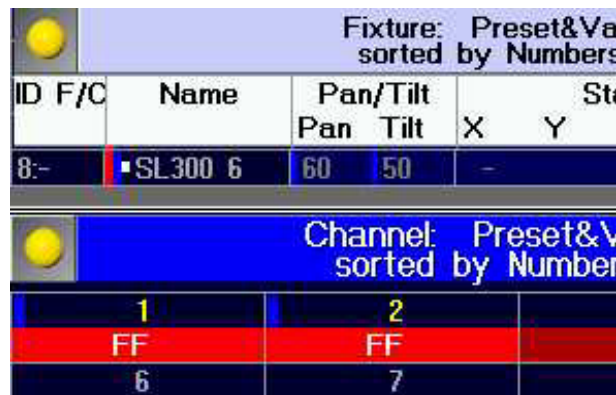 Fixture: Preset&Va
sorted by Numbers
ID F/C Name Pan/Tilt Sta
Pan Tilt X Y
8:- SL300 6 60 50 -
Channel: Preset&V
sorted by Number
1 2
FF FF
6 7